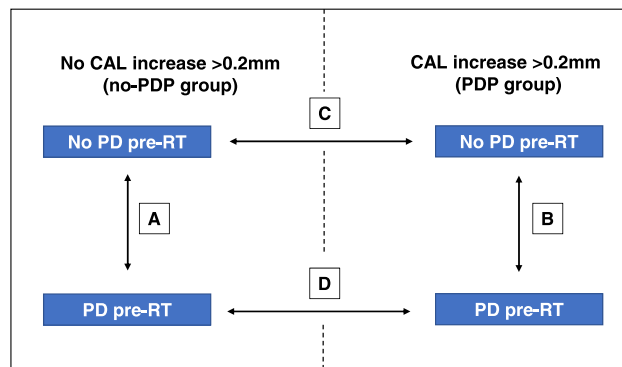 No CAL increase >0.2mm
(no-PDP group)
CAL increase >0.2mm
(PDP group)
C
No PD pre-RT
No PD pre-RT
A
B
D
PD pre-RT
PD pre-RT